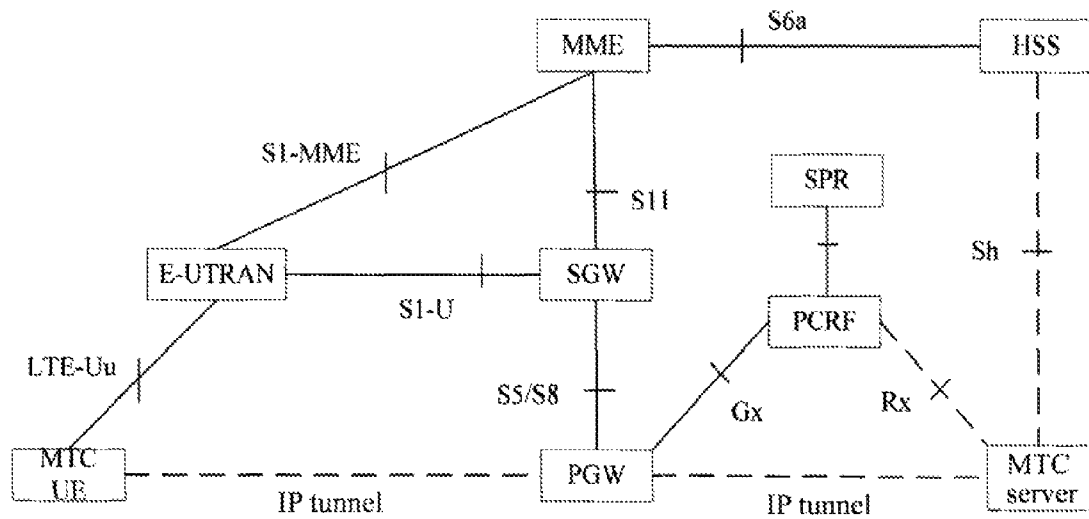 S6a
MME
HSS
S1-MME
SPR
S11
Sh
E-UTRAN
SGW
S1-U
PCRF
LTE-Uu
S5/S8
Gx
Rx
MTC
UE
PGW
MTC
server
IP tunnel
IP tunnel